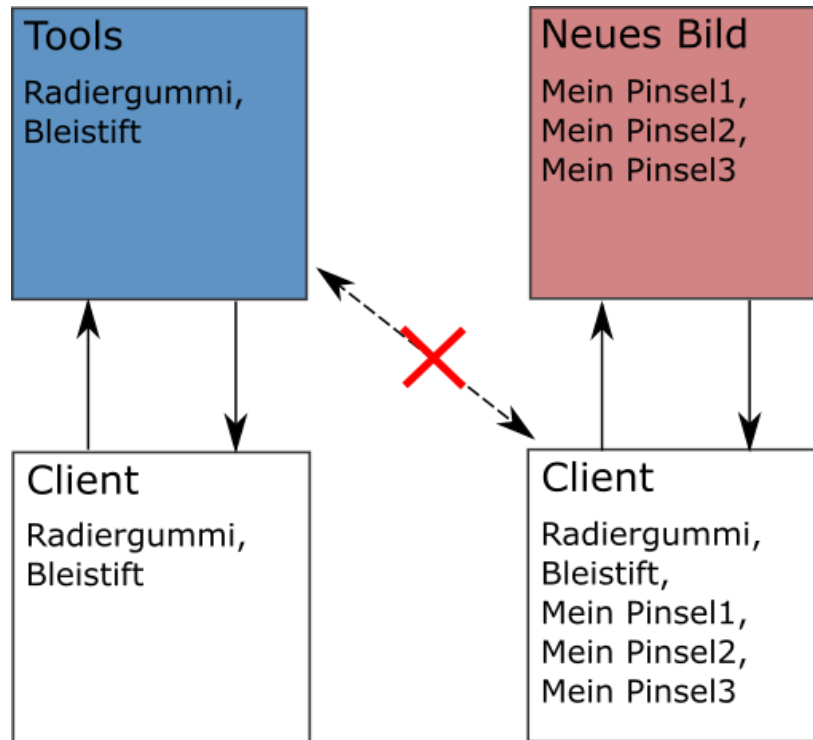 Tools
Radiergummi,
Bleistift
Neues Bild
Mein Pinsel1,
Mein Pinsel2,
Mein Pinsel3
Client
Radiergummi,
Bleistift
Client
Radiergummi,
Bleistift,
Mein Pinsel1,
Mein Pinsel2,
Mein Pinsel3